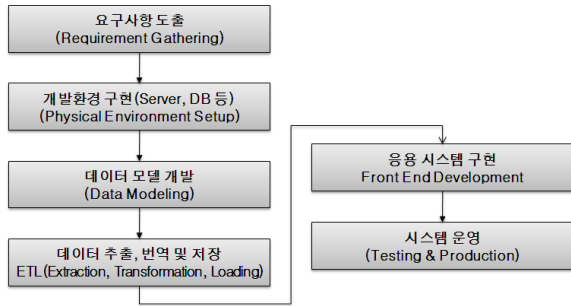 요구사항 도출
(Requirement Gathering)
개발환경 구현(Server, DB 등)
(Physical Environment Setup)
데이터 모델 개발
(Data Modeling)
데이터 추출, 번역 및 저장
ETL(Extraction, Transformation, Loading)
응용 시스템 구현
Front End Development
시스템 운영
(Testing & Production)